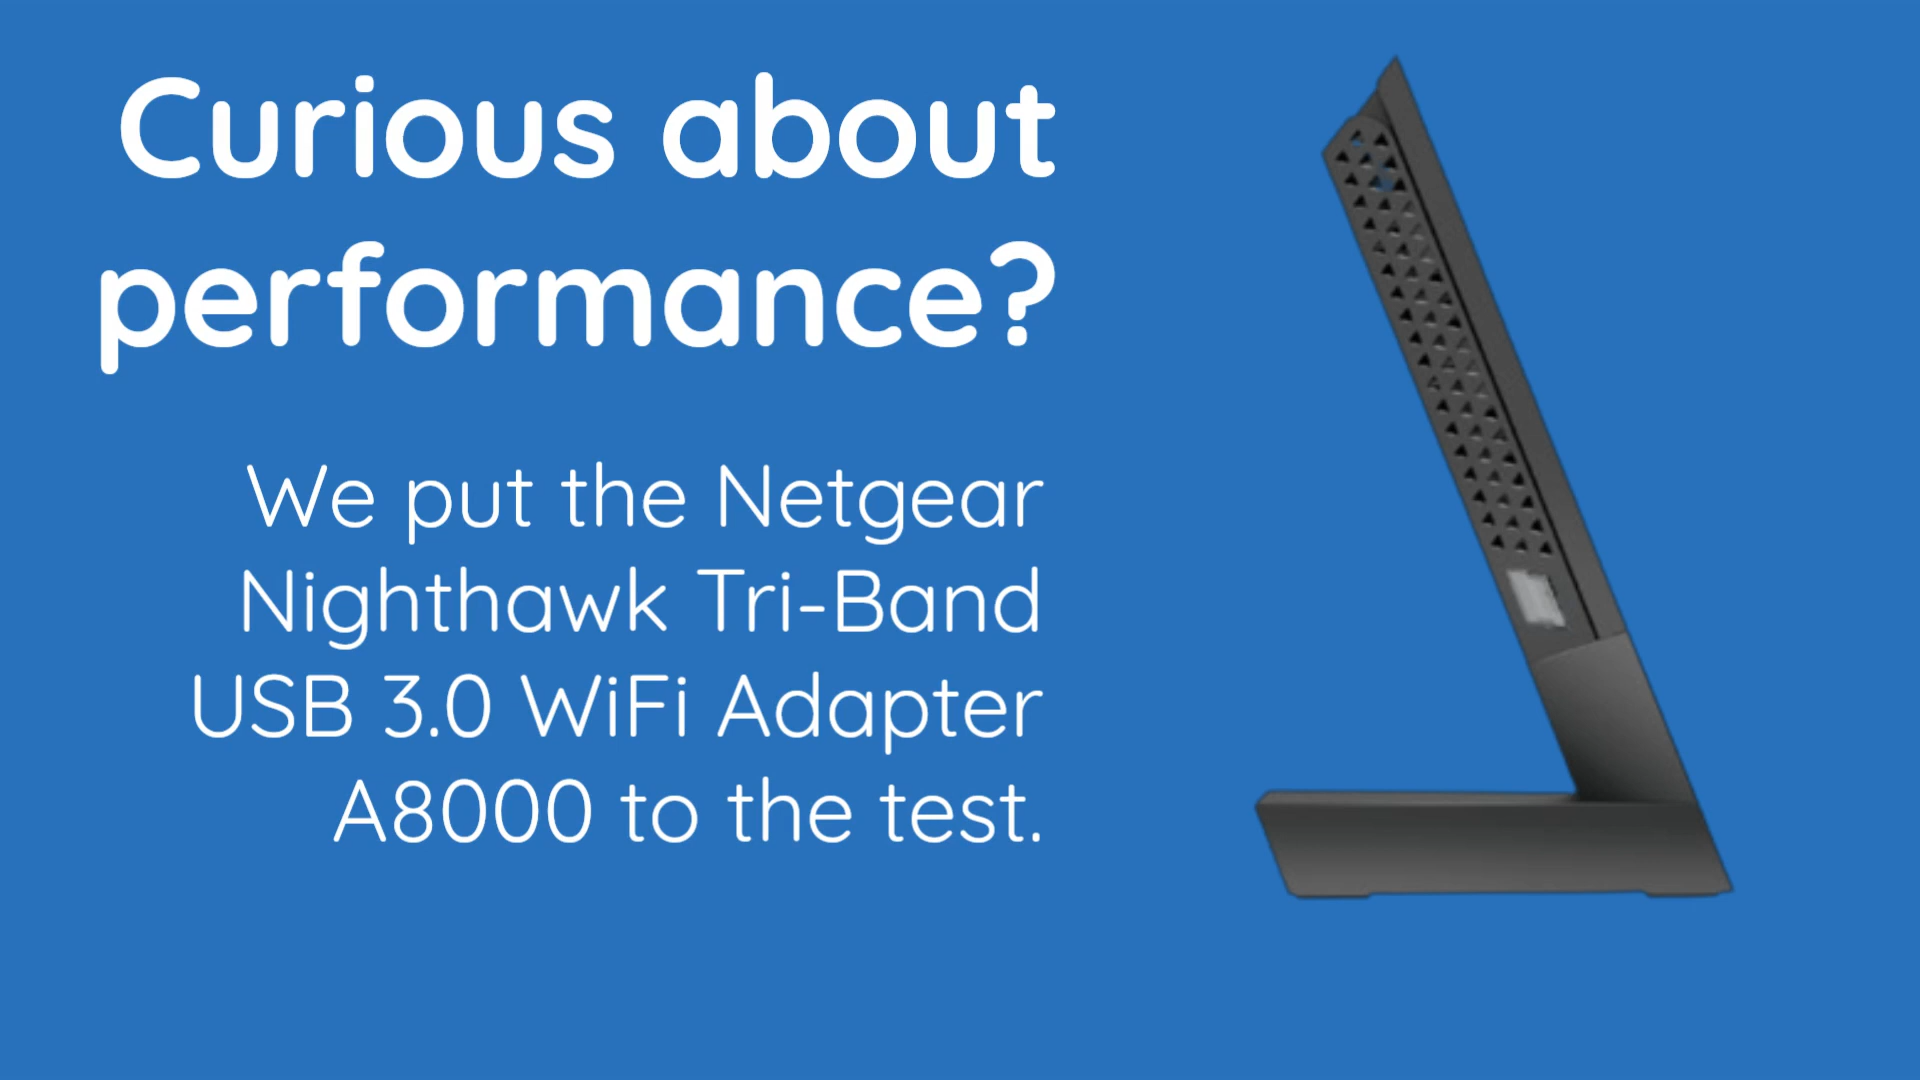 Curious about
performance?
We put the Netgear
Nighthawk Tri-Band
USB 3.0 WiFi Adapter
A8000 to the test.